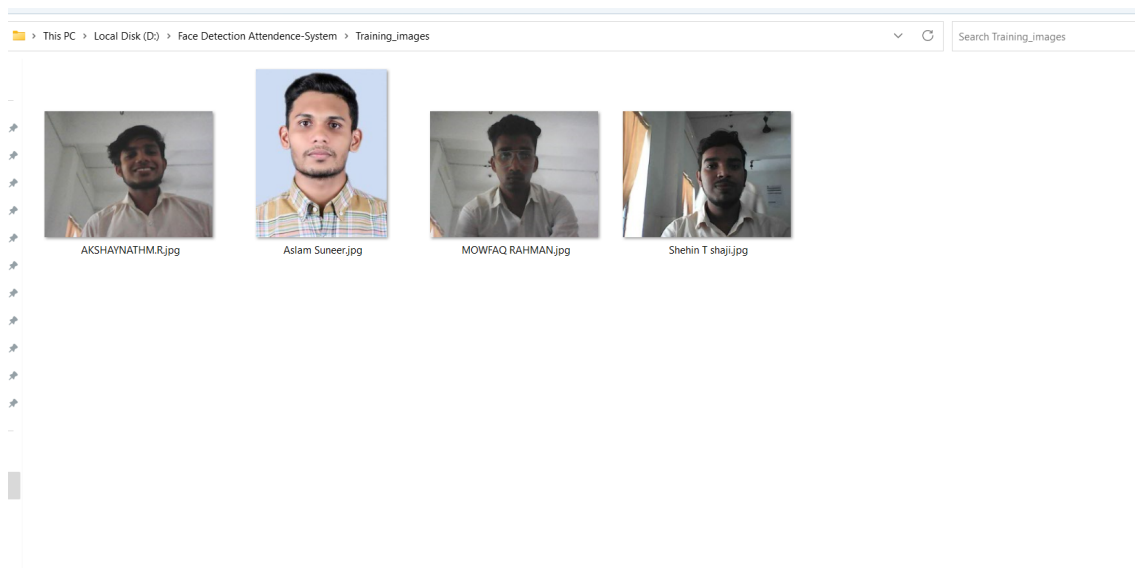 This PC > Local Disk (D:) > Face Detection Attendence-System > Training_images
Search Training_images
AKSHAYNATHM.R.jpg
Aslam Suneer.jpg
MOWFAQ RAHMAN.jpg
Shehin T shaji.jpg